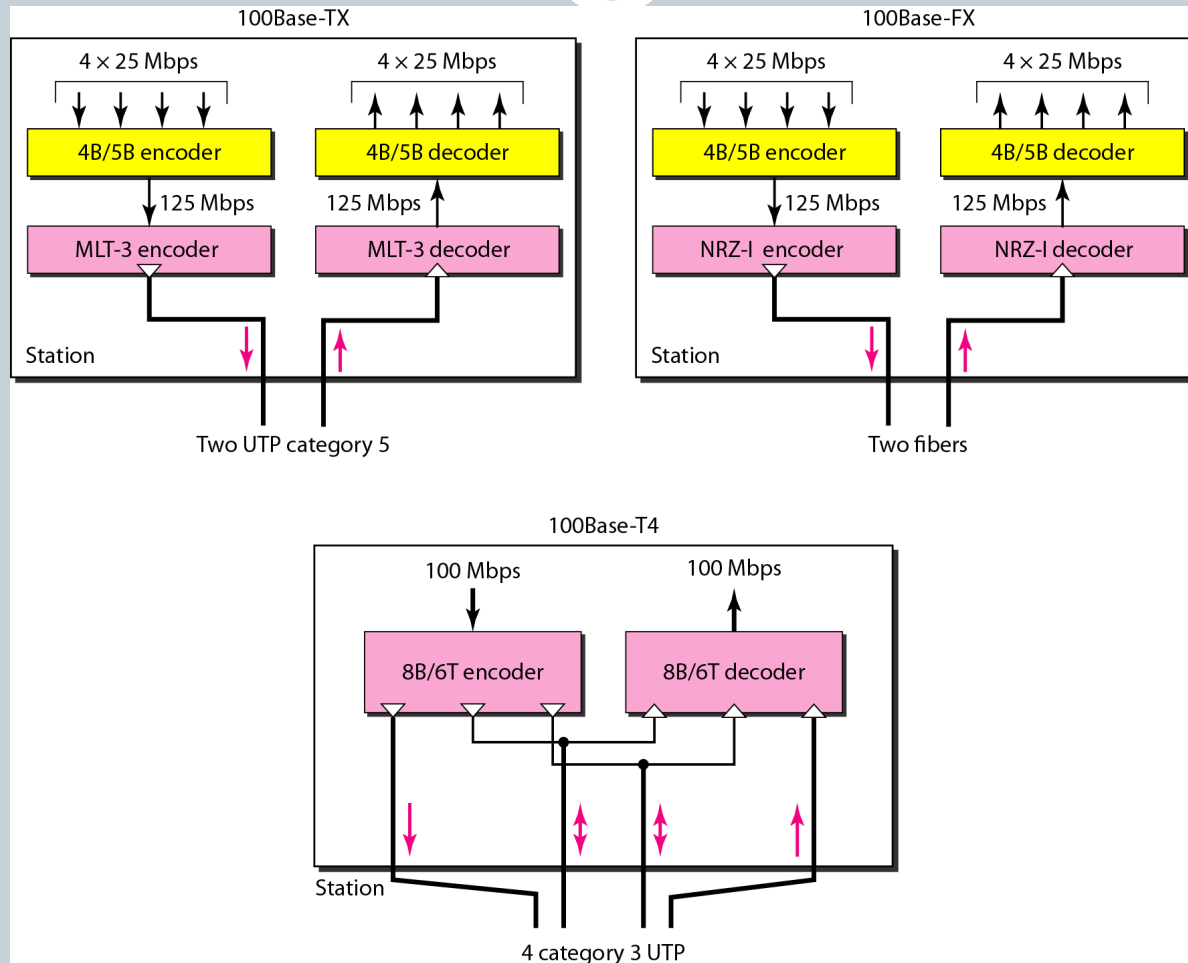 100Base-TX
4 × 25 Mbps
4 × 25 Mbps
4B/5B encoder
4B/5B decoder
125 Mbps
125 Mbps
MLT-3 encoder
MLT-3 decoder
Station
Two UTP category 5
100Base-FX
4 × 25 Mbps
4 × 25 Mbps
4B/5B encoder
4B/5B decoder
125 Mbps
125 Mbps
NRZ-I encoder
NRZ-I decoder
Station
Two fibers
100Base-T4
100 Mbps
100 Mbps
8B/6T encoder
8B/6T decoder
Station
4 category 3 UTP